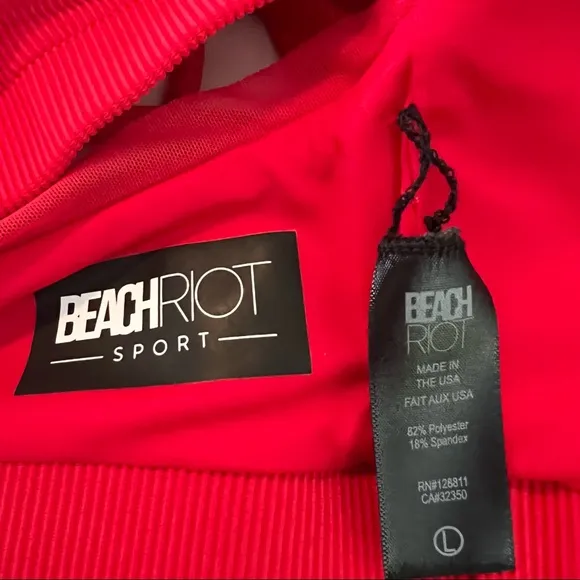 BEACHRIOT
SPORT
BEACH
RIOT
MADE IN
THE USA
FAIT AUX USA
82% Polyester
18% Spandex
RN#128811
CA#32350
L